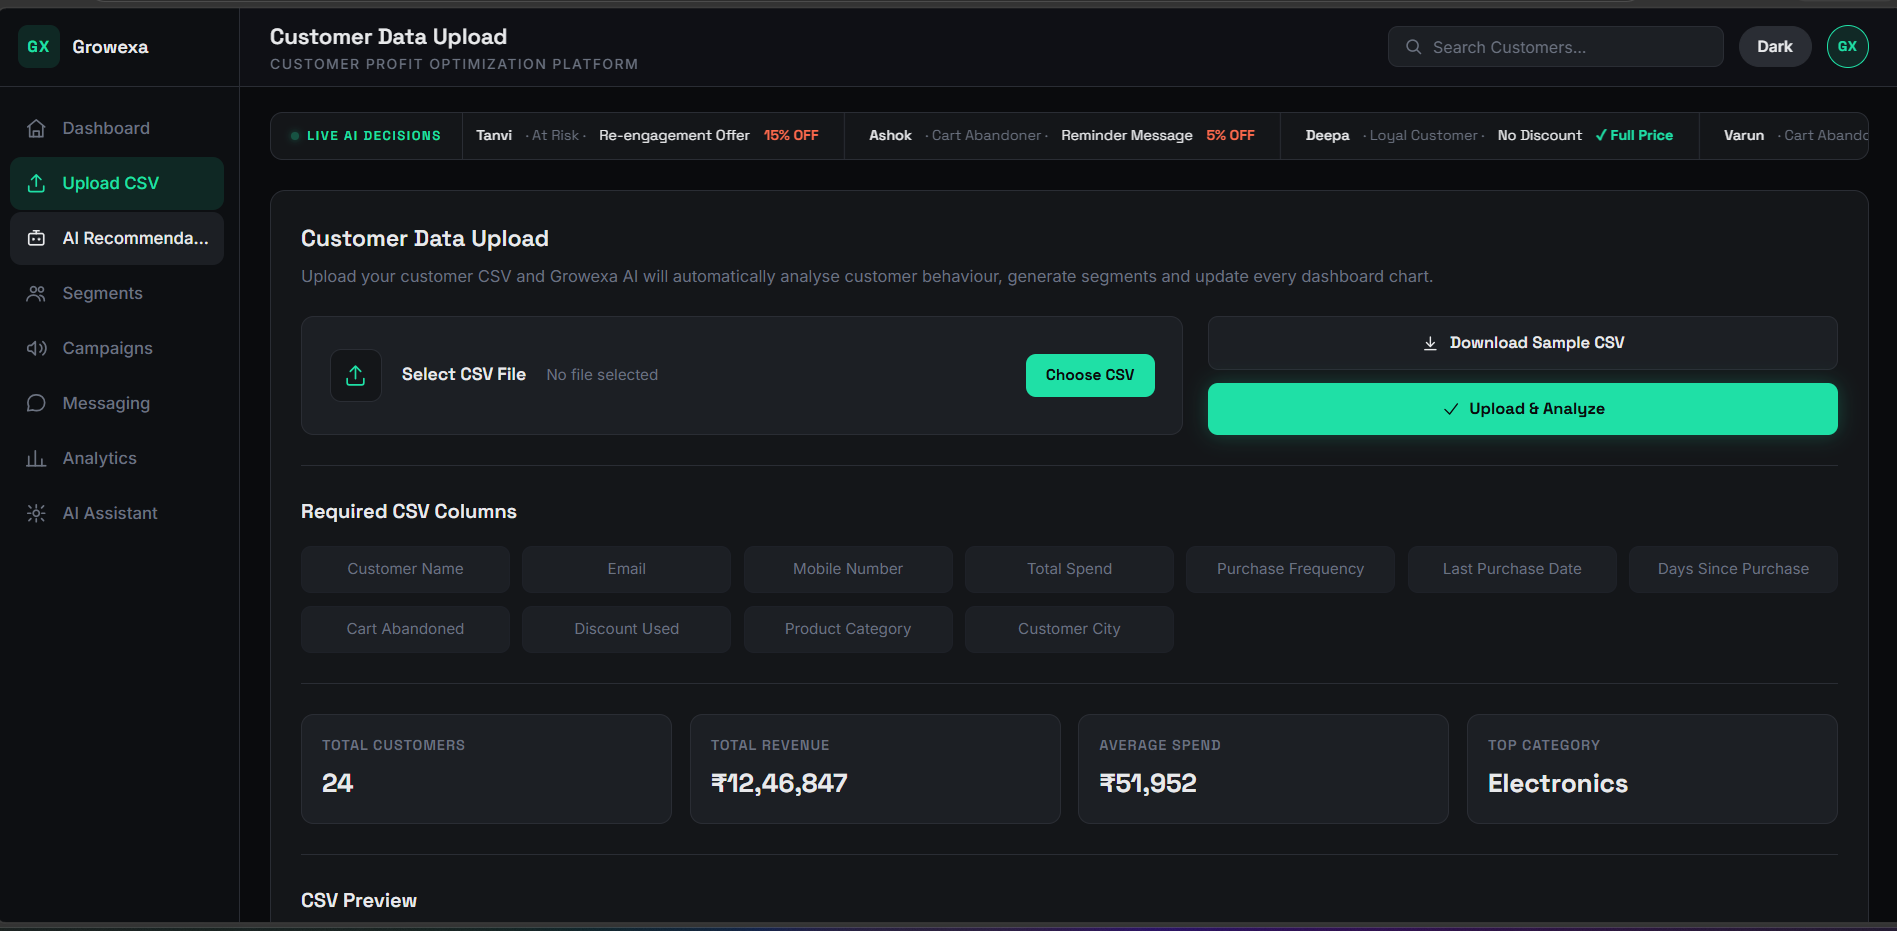 GX Growexa
Customer Data Upload
CUSTOMER PROFIT OPTIMIZATION PLATFORM
Search Customers...
Dark
GX
Dashboard
Upload CSV
AI Recommenda...
Segments
Campaigns
Messaging
Analytics
AI Assistant
LIVE AI DECISIONS Tanvi · At Risk · Re-engagement Offer 15% OFF Ashok · Cart Abandoner · Reminder Message 5% OFF Deepa · Loyal Customer · No Discount ✓ Full Price Varun · Cart
Customer Data Upload
Upload your customer CSV and Growexa AI will automatically analyse customer behaviour, generate segments and update every dashboard chart.
Select CSV File No file selected Choose CSV
Download Sample CSV
Upload & Analyze
Required CSV Columns
Customer Name Email Mobile Number Total Spend Purchase Frequency Last Purchase Date Days Since Purchase
Cart Abandoned Discount Used Product Category Customer City
TOTAL CUSTOMERS
24
TOTAL REVENUE
₹12,46,847
AVERAGE SPEND
₹51,952
TOP CATEGORY
Electronics
CSV Preview